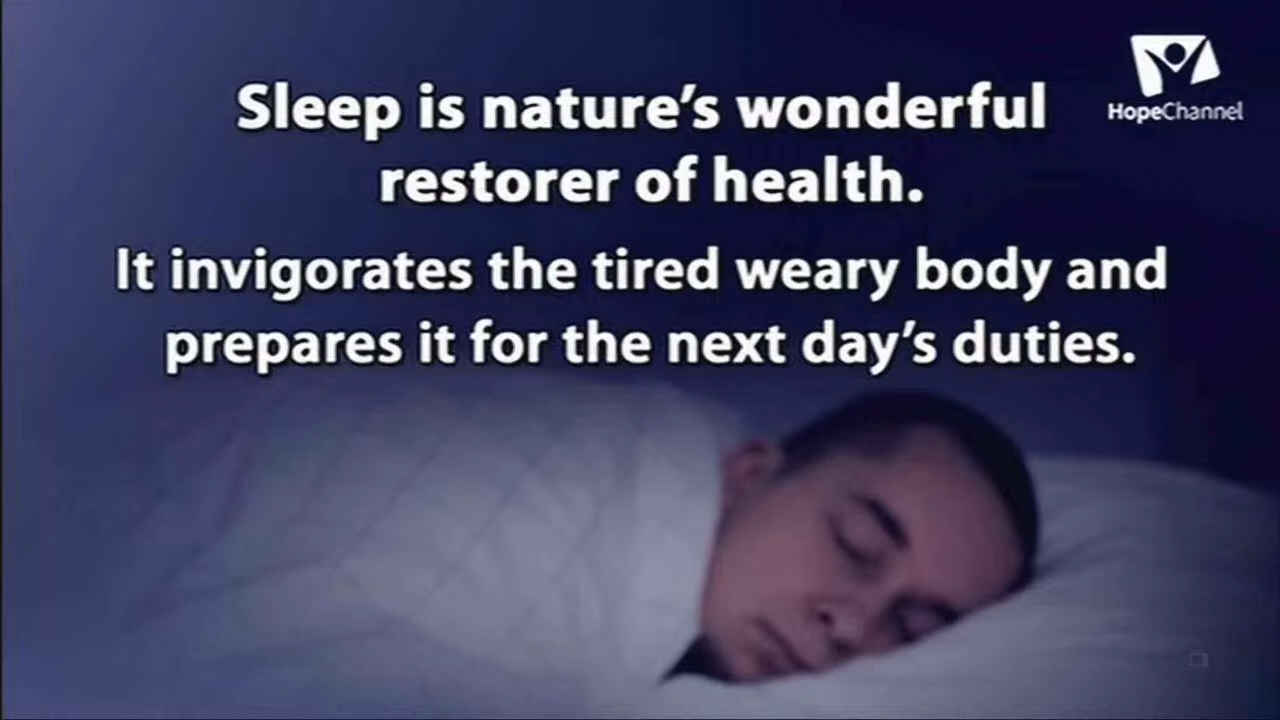 HopeChannel
Sleep is nature's wonderful
restorer of health.
It invigorates the tired weary body and
prepares it for the next day's duties.